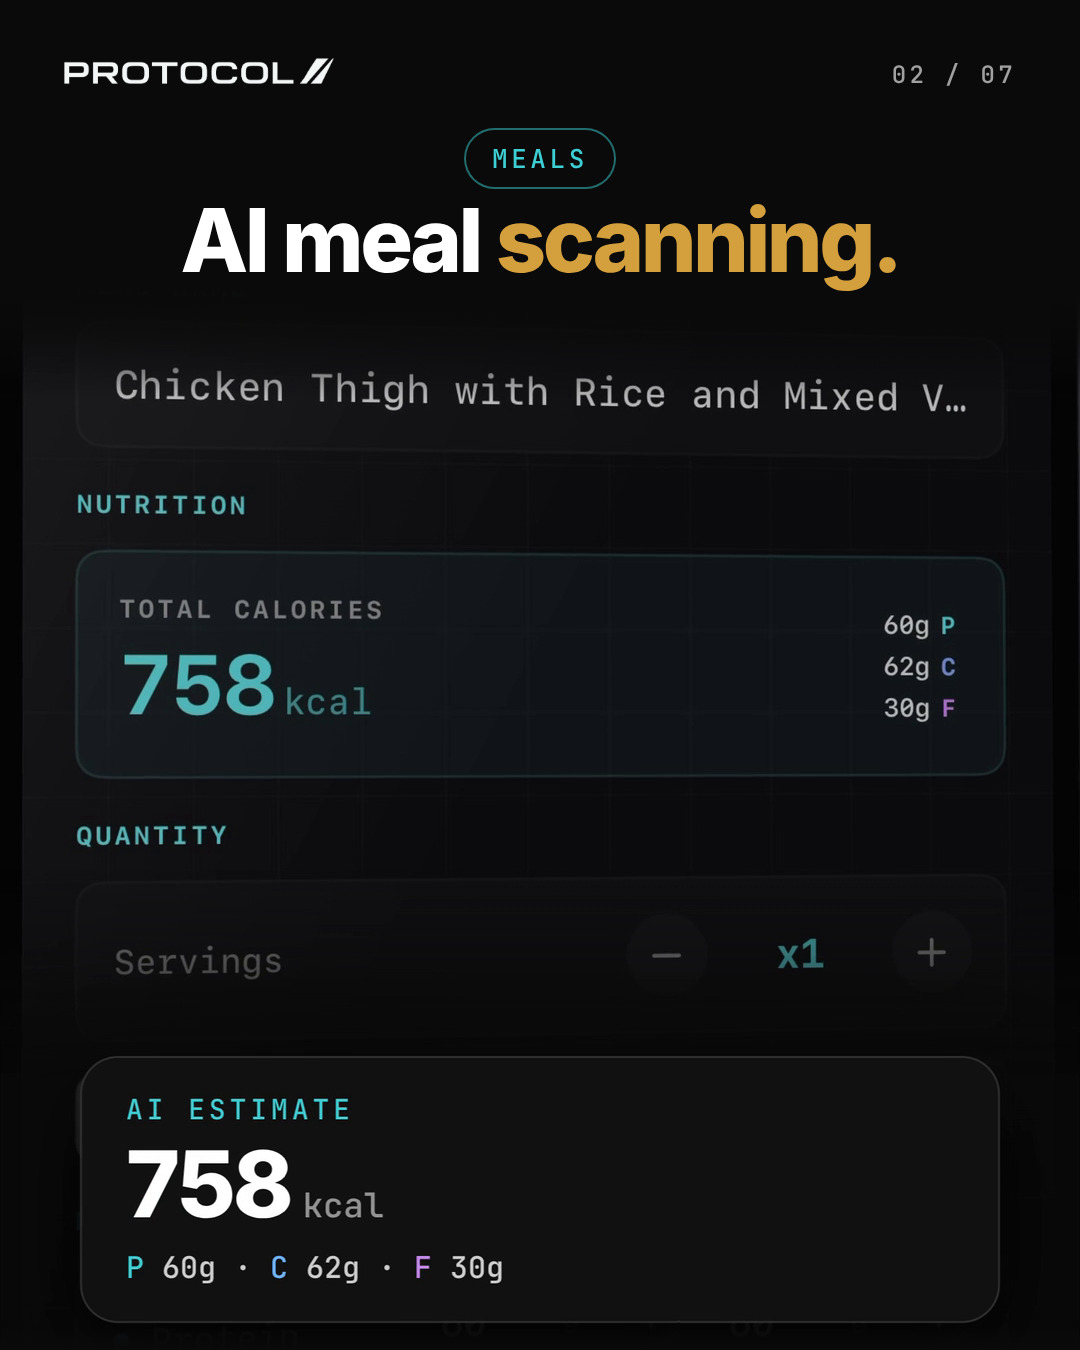 PROTOCOL
02 / 07
MEALS
AI meal scanning.
Chicken Thigh with Rice and Mixed V…
NUTRITION
TOTAL CALORIES
758 kcal
60g P
62g C
30g F
QUANTITY
Servings
x1
AI ESTIMATE
758 kcal
P 60g · C 62g · F 30g
Protein